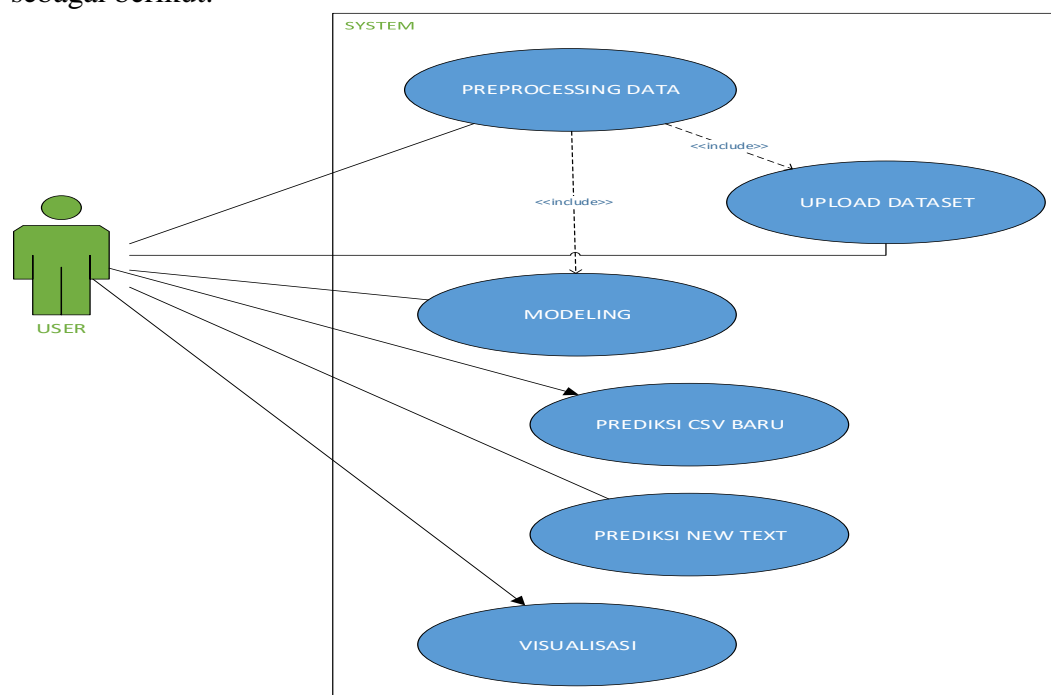 sebagai berikut.
SYSTEM
PREPROCESSING DATA
<<include>>
UPLOAD DATASET
<<include>>
MODELING
USER
PREDIKSI CSV BARU
PREDIKSI NEW TEXT
VISUALISASI